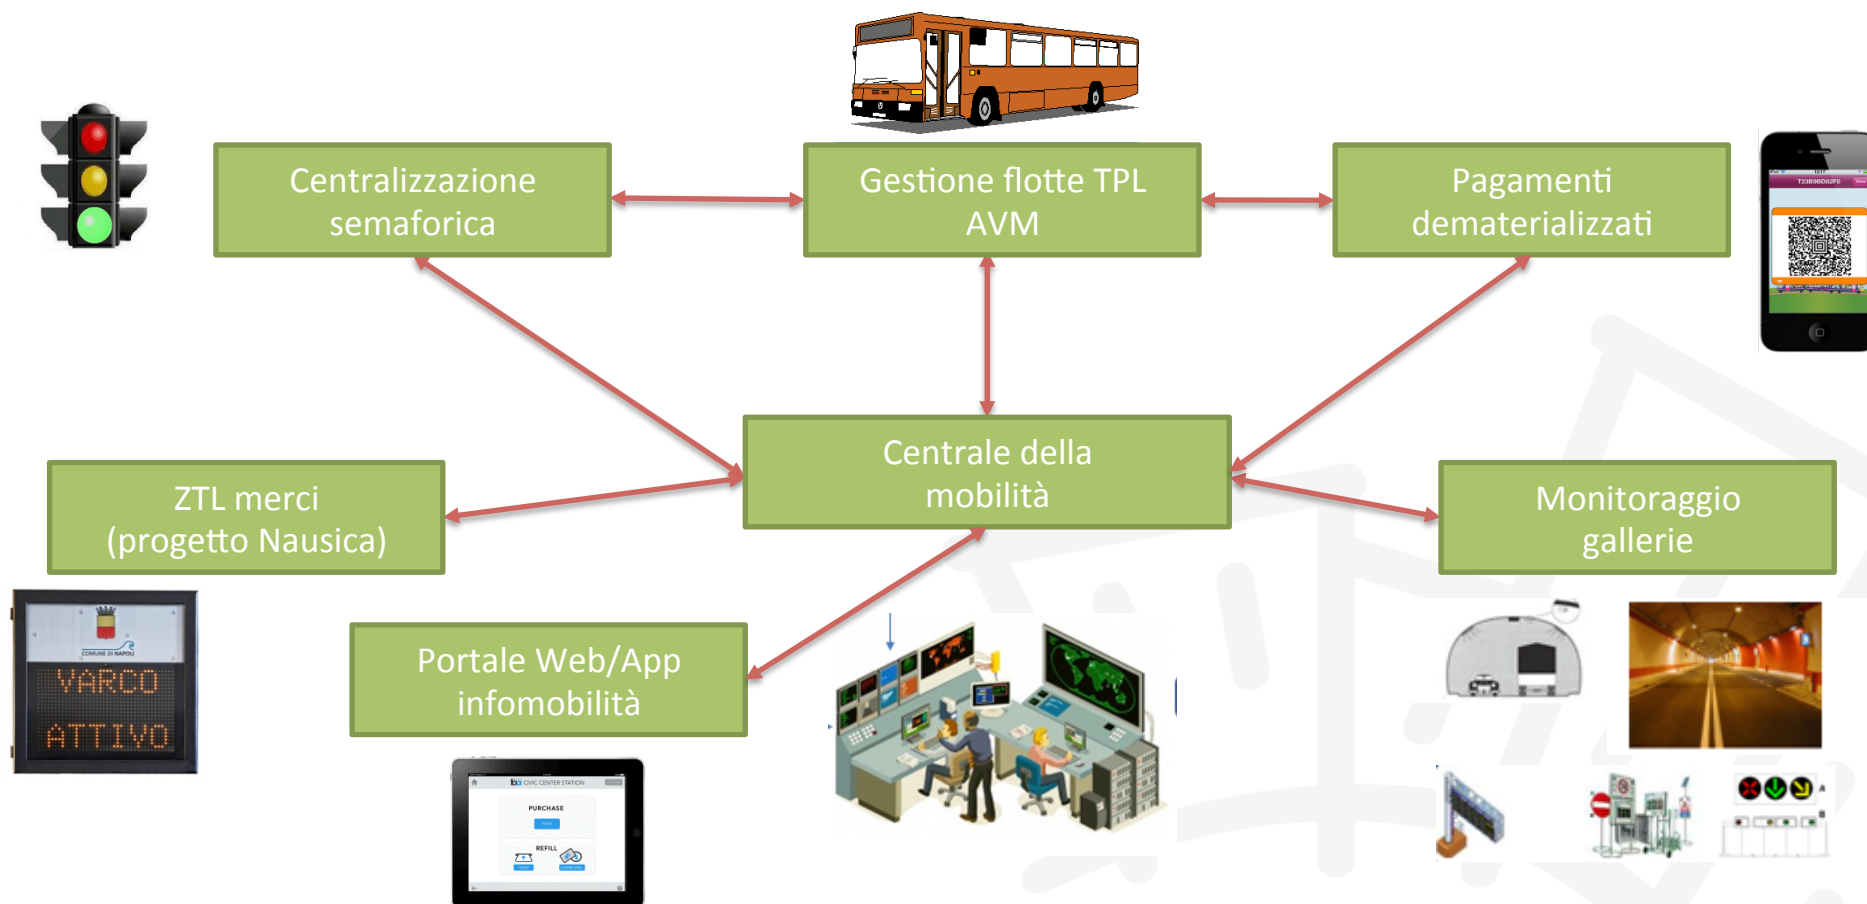 Centralizzazione
semaforica
Gestione flotte TPL
AVM
Pagamenti
dematerializzati
T23B9BD62F0
Centrale della
mobilità
ZTL merci
(progetto Nausica)
Monitoraggio
gallerie
COMUNE DI NAPOLI
VARCO
ATTIVO
Portale Web/App
infomobilità
CIVIC CENTER STATION
PURCHASE
REFILL